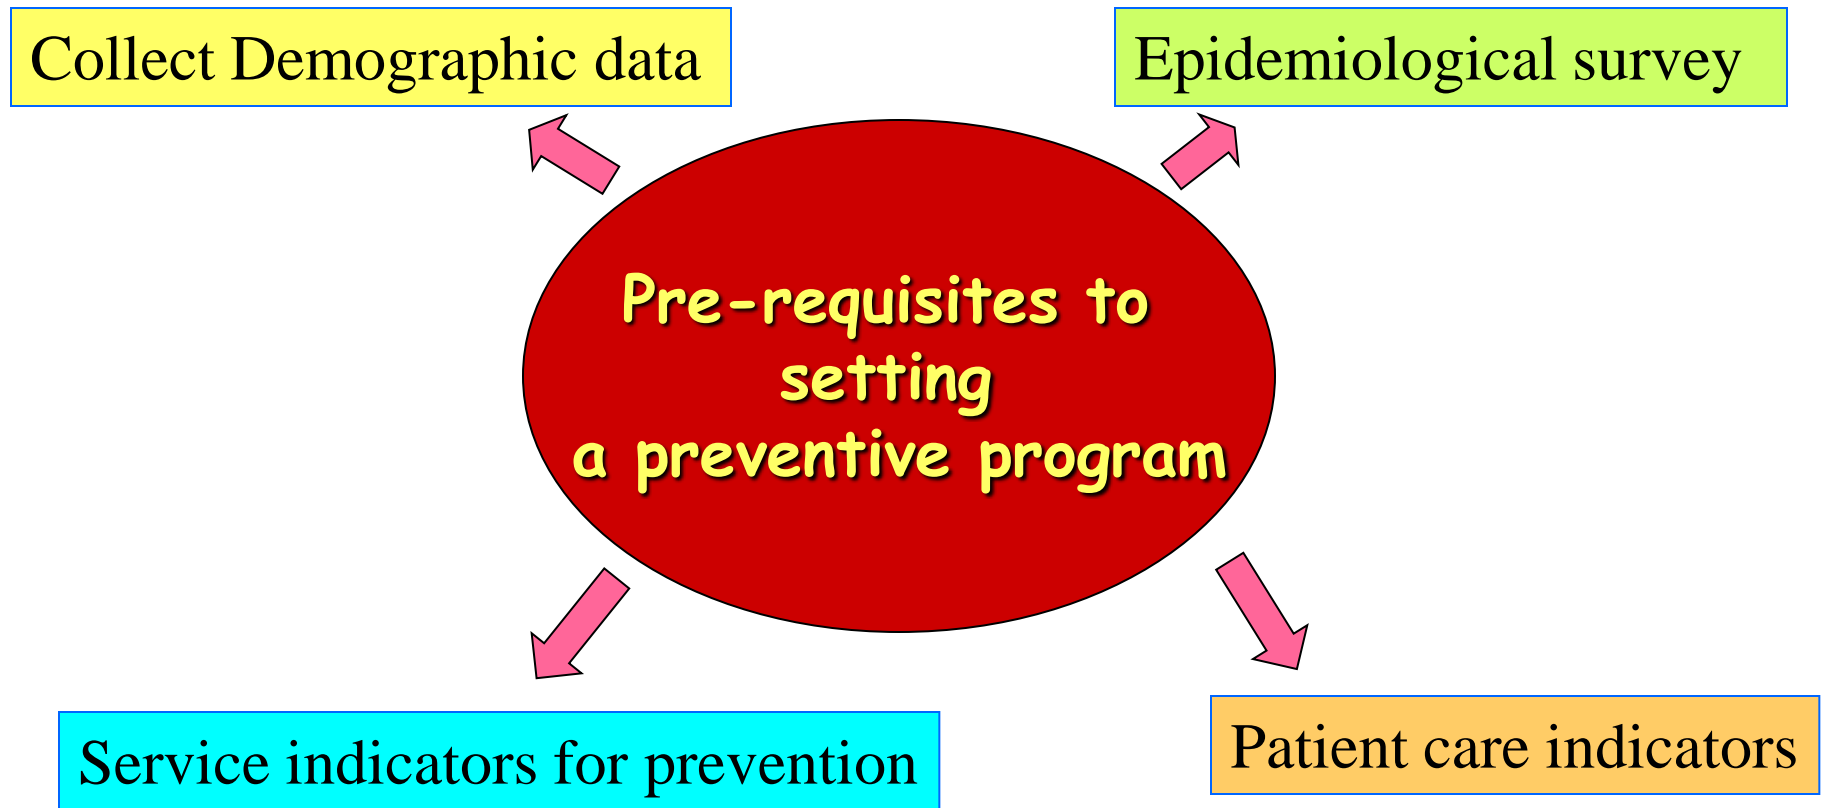 Collect Demographic data
Epidemiological survey
Pre-requisites to
setting
a preventive program
Service indicators for prevention
Patient care indicators